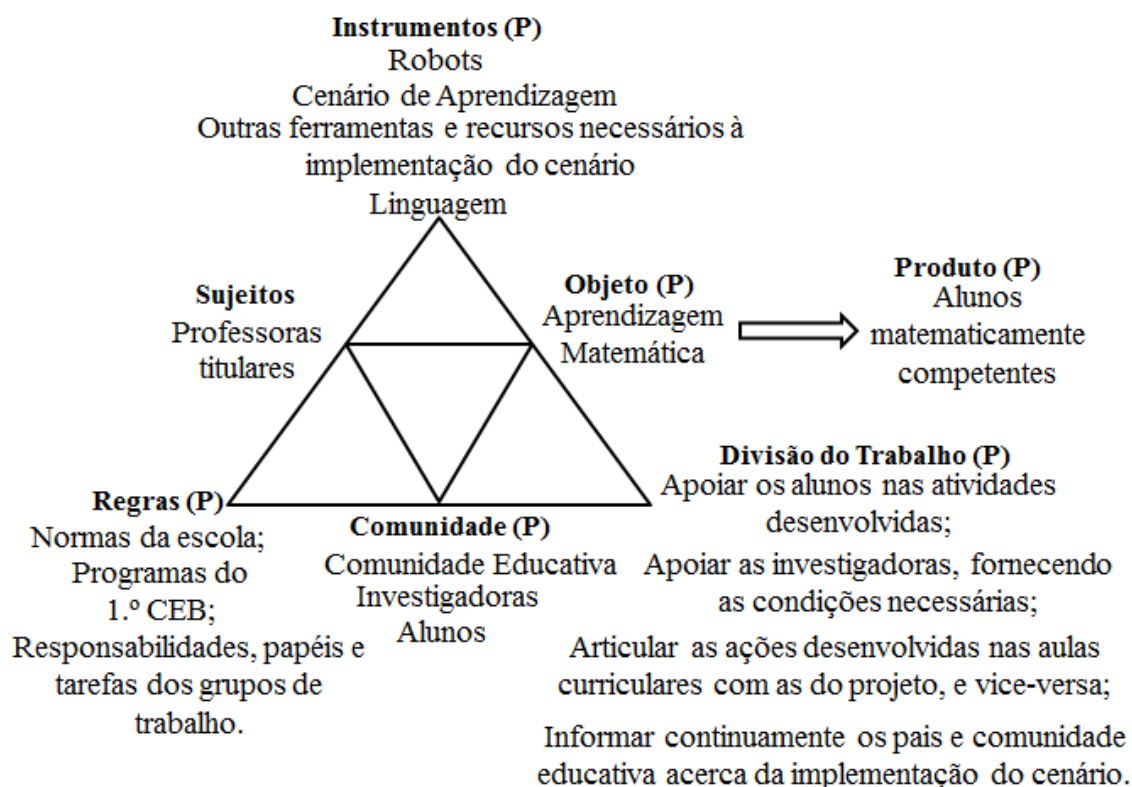 Instrumentos (P)
Robots
Cenário de Aprendizagem
Outras ferramentas e recursos necessários à
implementação do cenário
Linguagem
Sujeitos
Professoras
titulares
Objeto (P)
Aprendizagem
Matemática
Produto (P)
Alunos
matematicamente
competentes
Regras (P)
Normas da escola;
Programas do
1.º CEB;
Responsabilidades, papéis e
tarefas dos grupos de
trabalho.
Comunidade (P)
Comunidade Educativa
Investigadoras
Alunos
Divisão do Trabalho (P)
Apoiar os alunos nas atividades
desenvolvidas;
Apoiar as investigadoras, fornecendo
as condições necessárias;
Articular as ações desenvolvidas nas aulas
curriculares com as do projeto, e vice-versa;
Informar continuamente os pais e comunidade
educativa acerca da implementação do cenário.